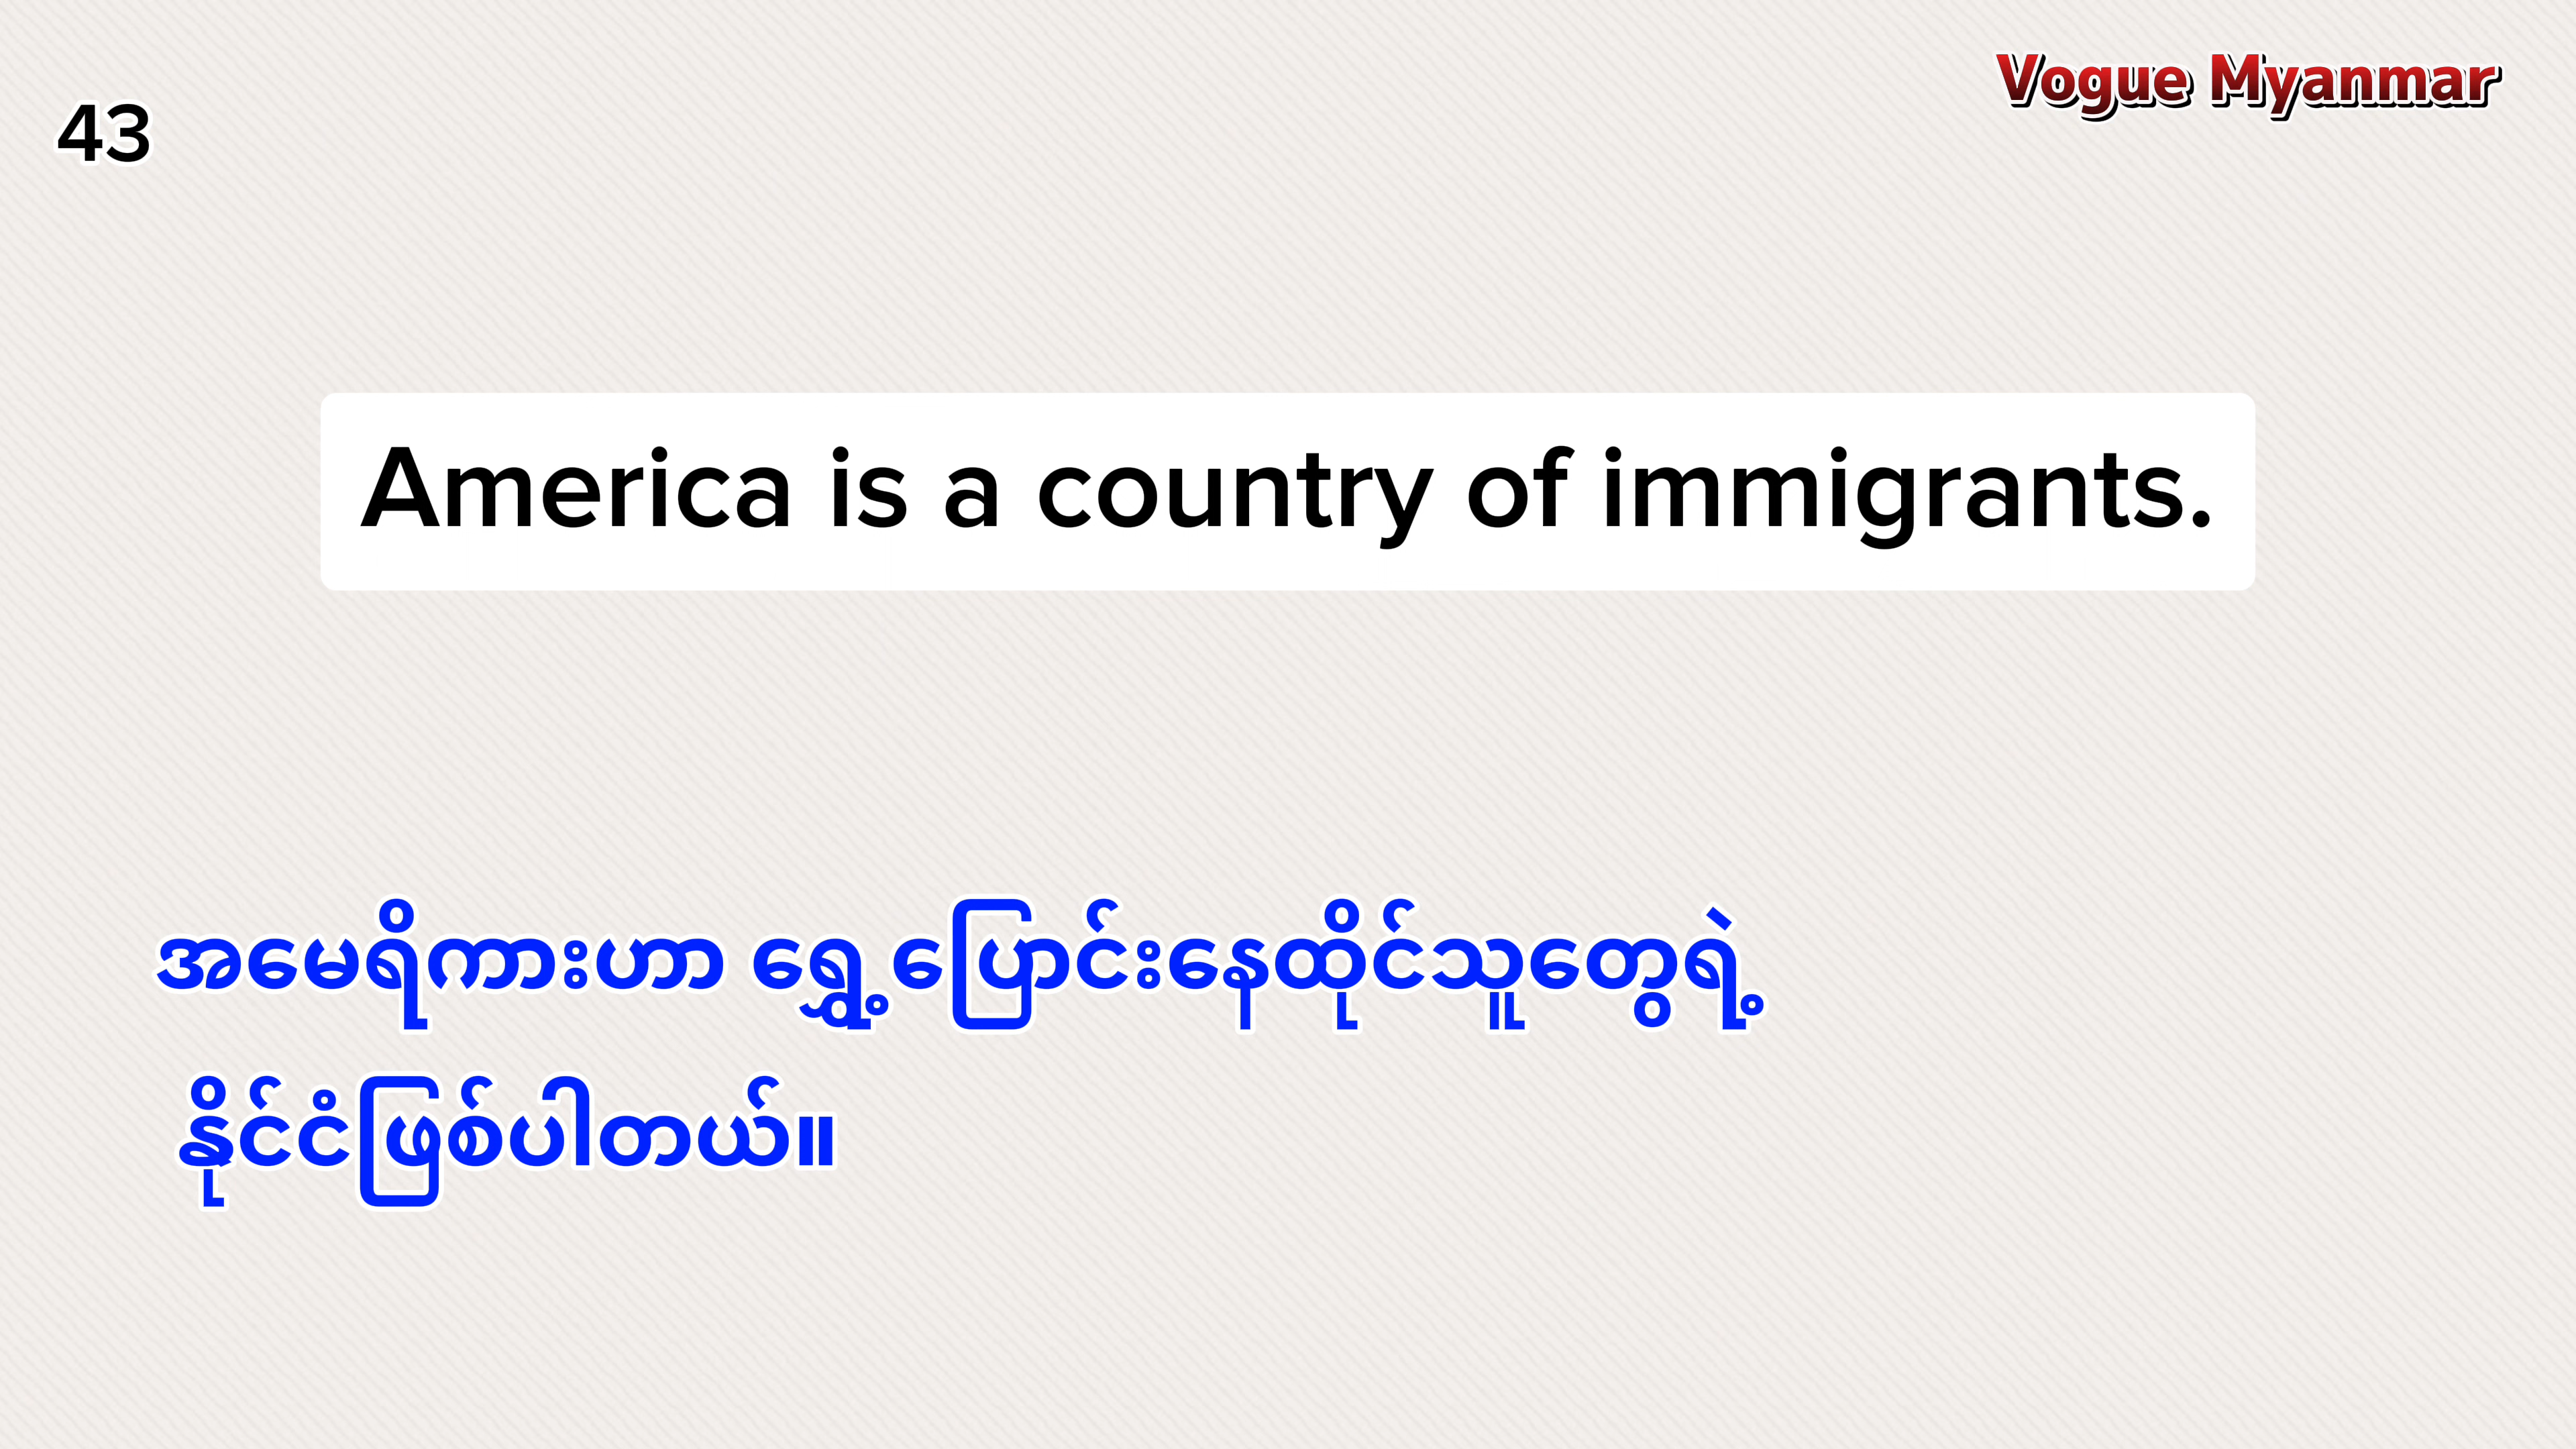 Vogue Myanmar
43
America is a country of immigrants.
အမေရိကားဟာ ရွှေ့ပြောင်းနေထိုင်သူတွေရဲ့
နိုင်ငံဖြစ်ပါတယ်။